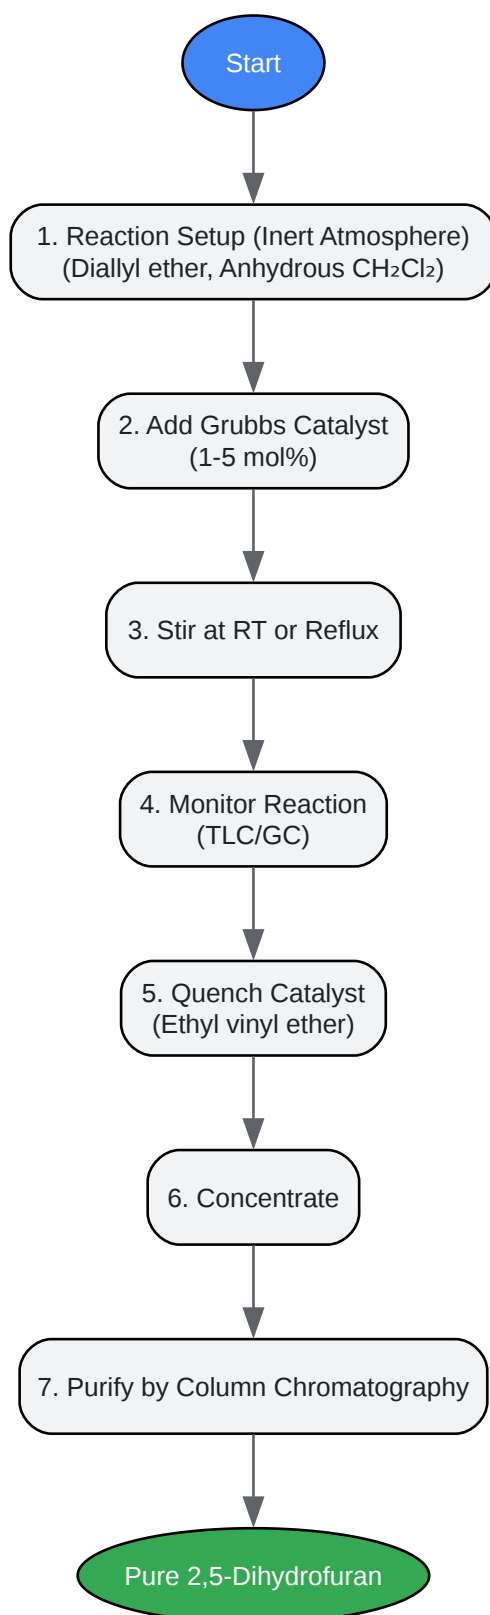 Start
1. Reaction Setup (Inert Atmosphere)
(Diallyl ether, Anhydrous CH₂Cl₂)
2. Add Grubbs Catalyst
(1-5 mol%)
3. Stir at RT or Reflux
4. Monitor Reaction
(TLC/GC)
5. Quench Catalyst
(Ethyl vinyl ether)
6. Concentrate
7. Purify by Column Chromatography
Pure 2,5-Dihydrofuran